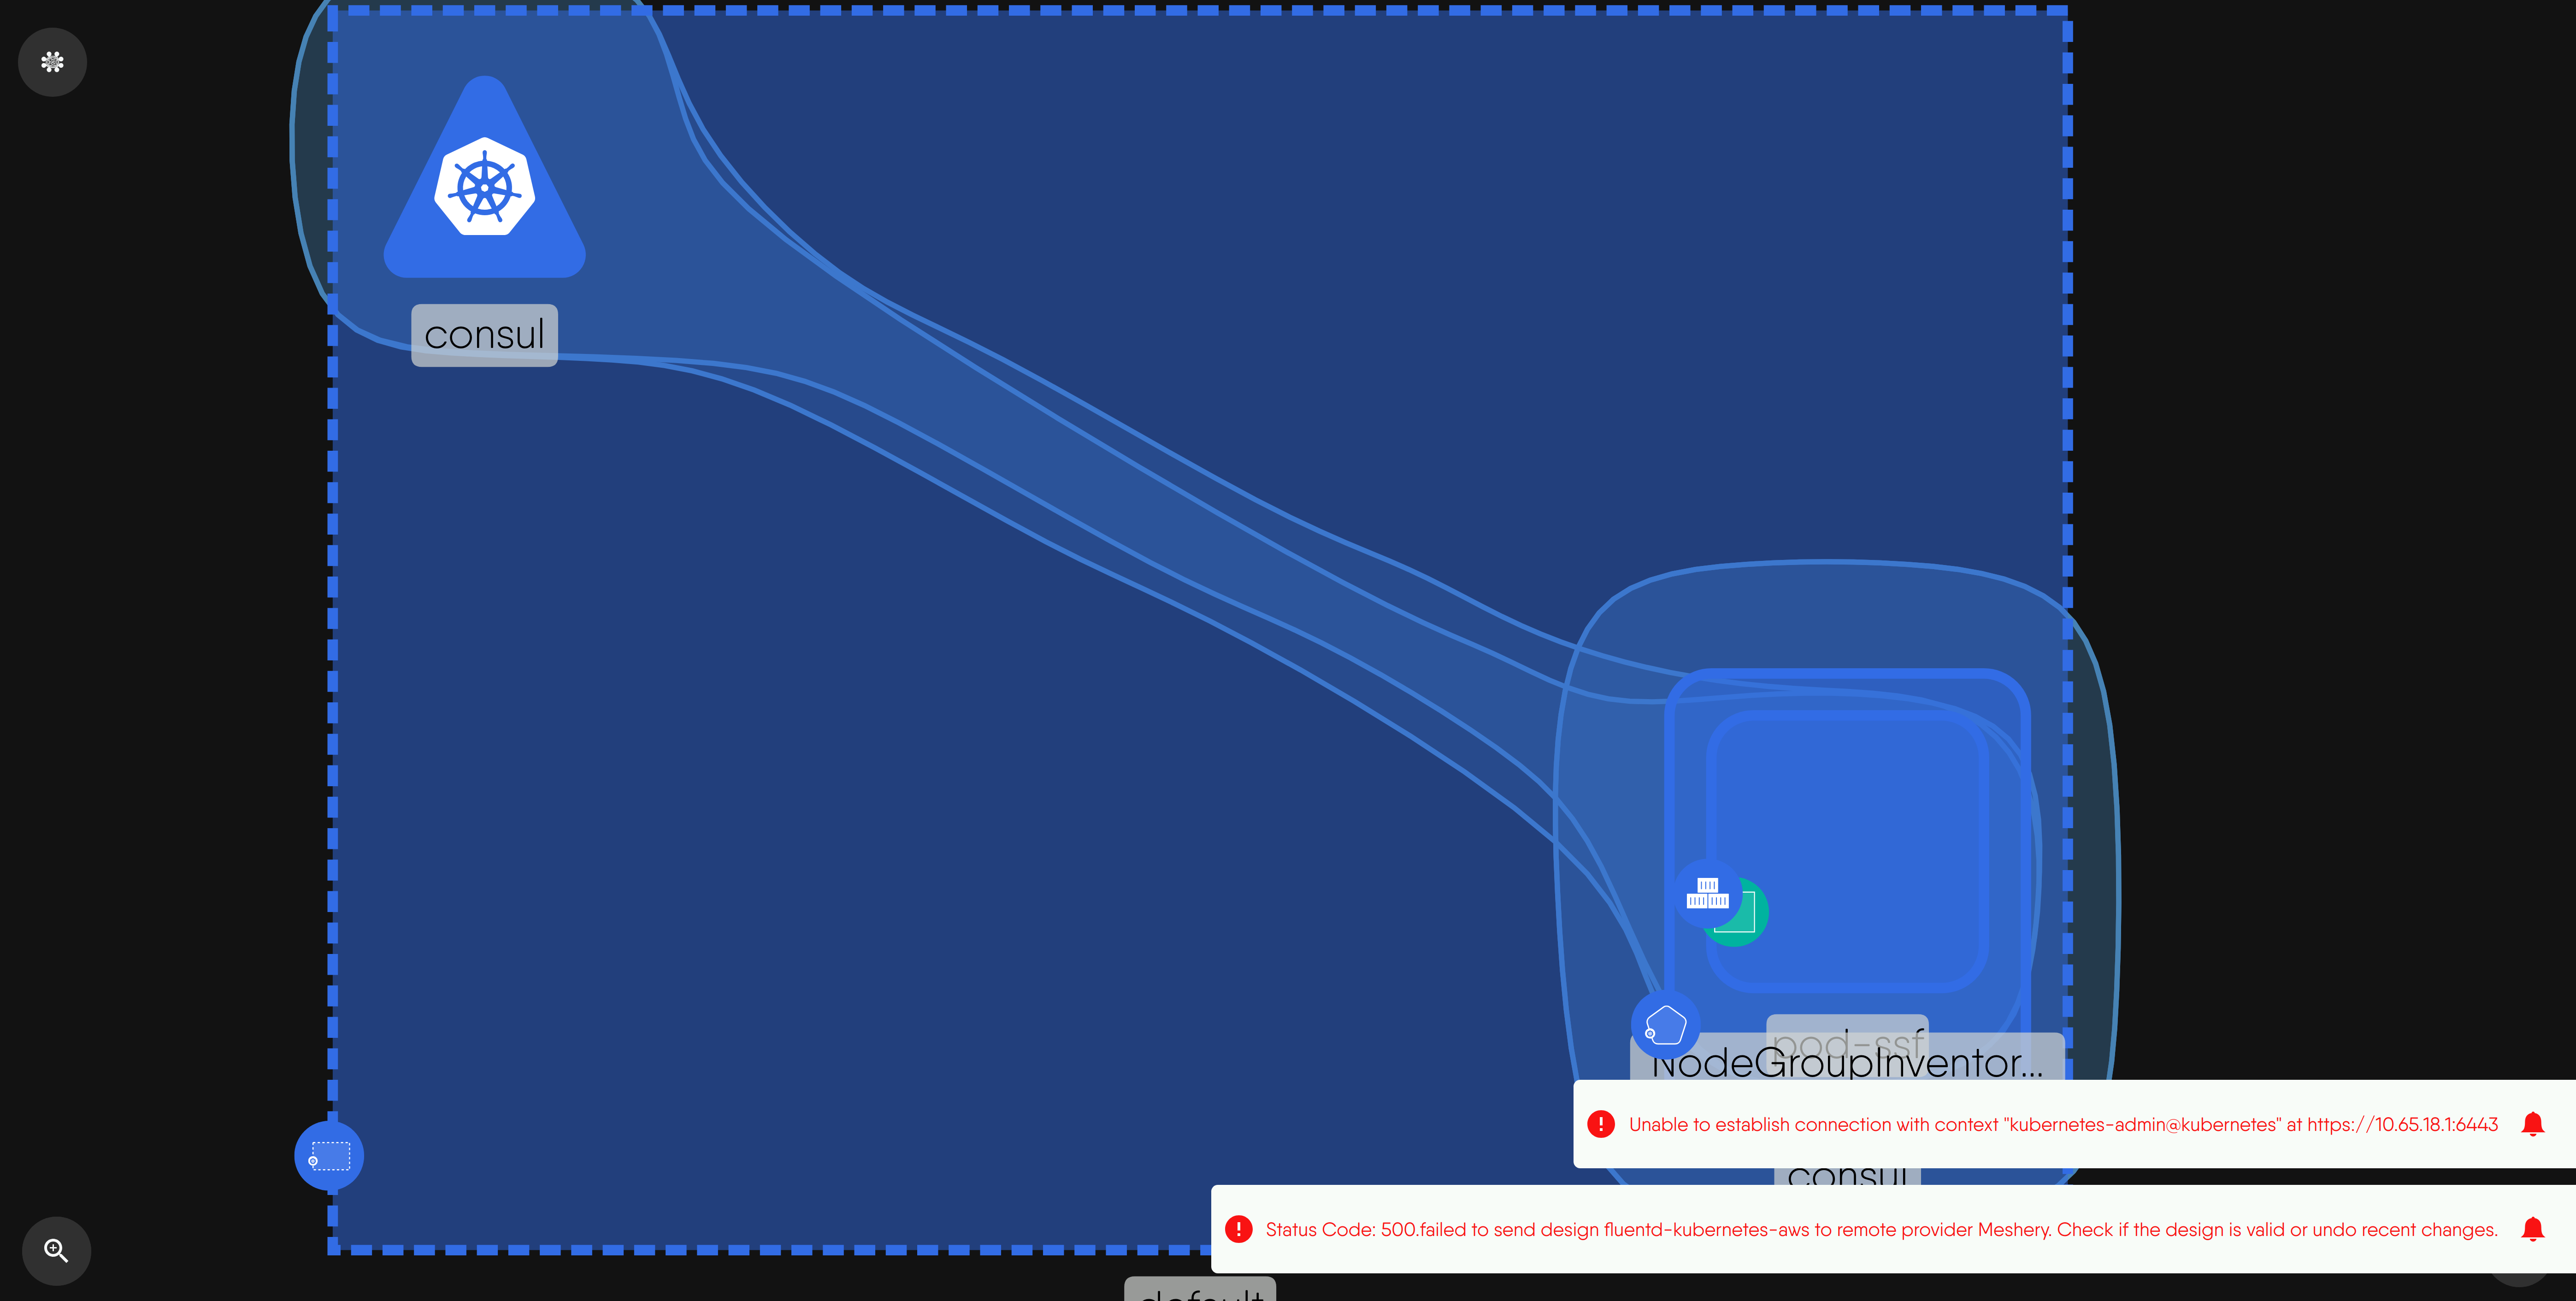 consul
pod-ssf
NodeGroupInventor...
Unable to establish connection with context "kubernetes-admin@kubernetes" at https://10.65.18.1:6443
consul
Status Code: 500.failed to send design fluentd-kubernetes-aws to remote provider Meshery. Check if the design is valid or undo recent changes.
default